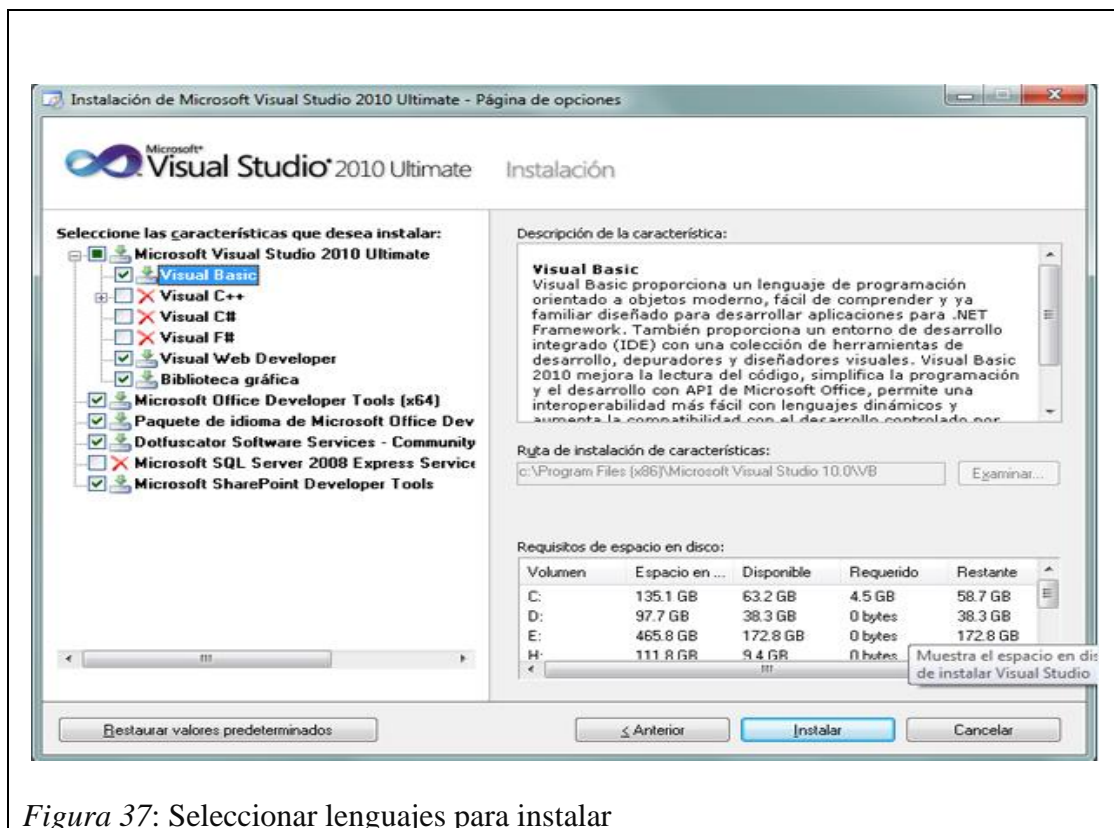 Instalación de Microsoft Visual Studio 2010 Ultimate - Página de opciones
Microsoft®
Visual Studio® 2010 Ultimate
Instalación
Seleccione las características que desea instalar:
Microsoft Visual Studio 2010 Ultimate
Visual Basic
Visual C++
Visual C#
Visual F#
Visual Web Developer
Biblioteca gráfica
Microsoft Office Developer Tools (x64)
Paquete de idioma de Microsoft Office Dev
Dotfuscator Software Services - Community
Microsoft SQL Server 2008 Express Service
Microsoft SharePoint Developer Tools
Descripción de la característica:
Visual Basic
Visual Basic proporciona un lenguaje de programación
orientado a objetos moderno, fácil de comprender y ya
familiar diseñado para desarrollar aplicaciones para .NET
Framework. También proporciona un entorno de desarrollo
integrado (IDE) con una colección de herramientas de
desarrollo, depuradores y diseñadores visuales. Visual Basic
2010 mejora la lectura del código, simplifica la programación
y el desarrollo con API de Microsoft Office, permite una
interoperabilidad más fácil con lenguajes dinámicos y
aumenta la compatibilidad con el desarrollo controlado por
Ruta de instalación de características:
c:\Program Files (x86)\Microsoft Visual Studio 10.0\VB
Examinar...
Requisitos de espacio en disco:
Volumen Espacio en ... Disponible Requerido Restante
C: 135.1 GB 63.2 GB 4.5 GB 58.7 GB
D: 97.7 GB 38.3 GB 0 bytes 38.3 GB
E: 465.8 GB 172.8 GB 0 bytes 172.8 GB
H: 111.8 GB 9.4 GB 0 bytes
Muestra el espacio en dis
de instalar Visual Studio
Restaurar valores predeterminados
< Anterior
Instalar
Cancelar
Figura 37: Seleccionar lenguajes para instalar